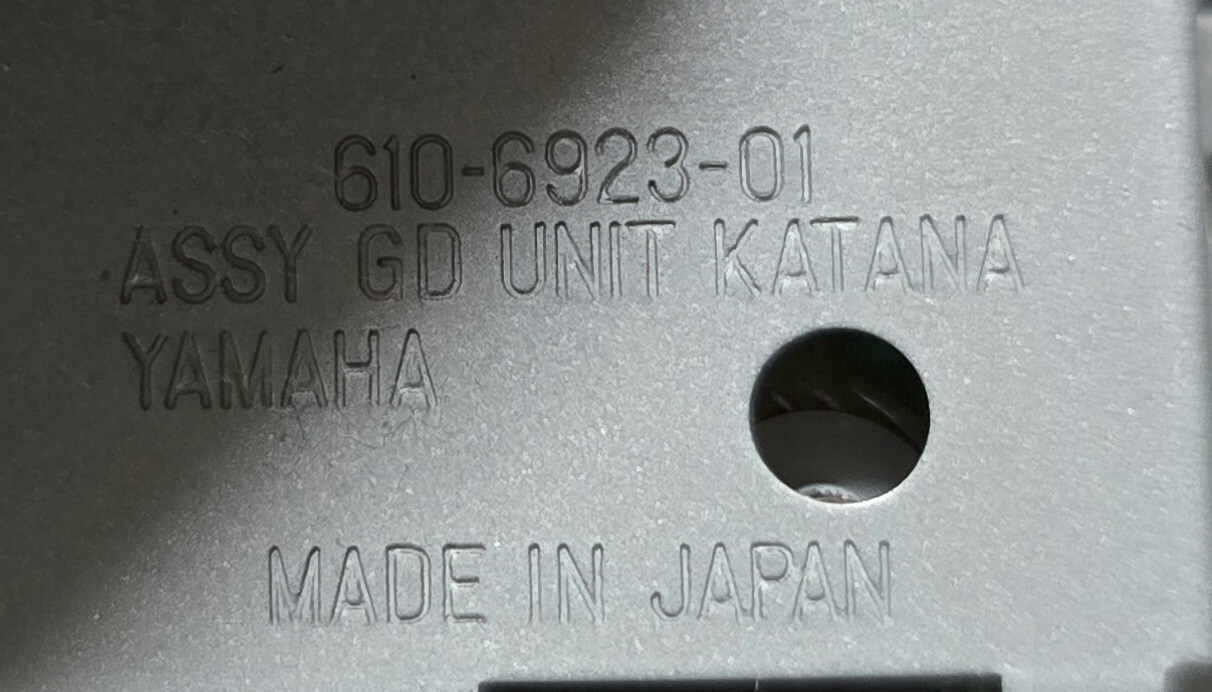 610-6923-01
ASSY GD UNIT KATANA
YAMAHA
MADE IN JAPAN